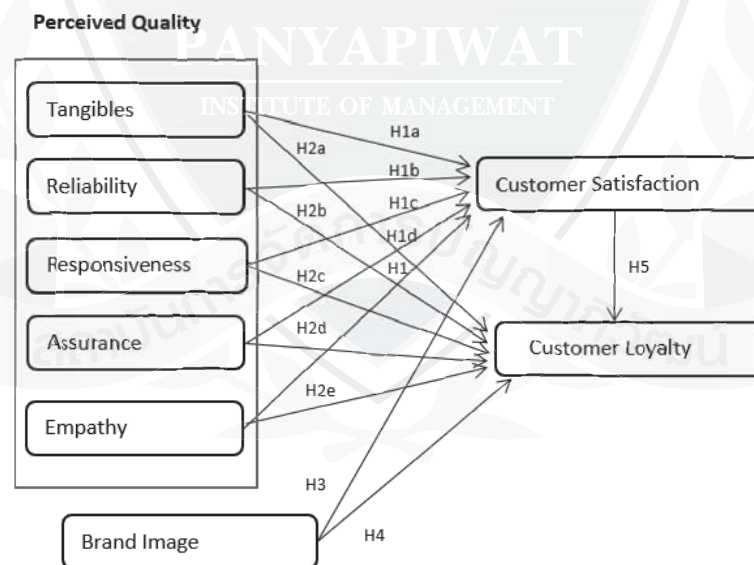 Perceived Quality
PANYAPIWAT
INSTITUTE OF MANAGEMENT
Tangibles
H1a
H2a
Reliability
H1b
Customer Satisfaction
H1c
H2b
H1d
Responsiveness
H1
H5
H2c
Assurance
H2d
Customer Loyalty
H2e
Empathy
H3
Brand Image
H4